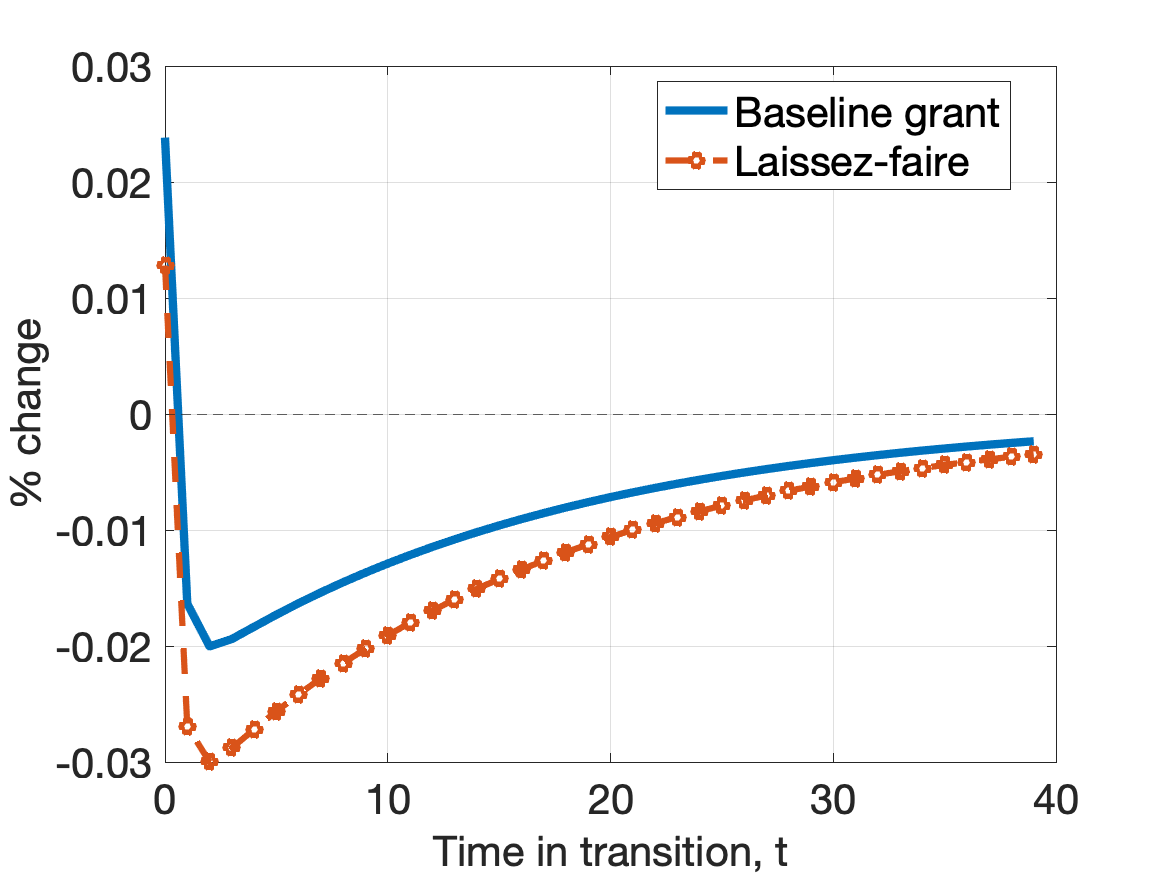 0.03
0.02
0.01
0
-0.01
-0.02
-0.03
% change
Baseline grant
Laissez-faire
0 10 20 30 40
Time in transition, t